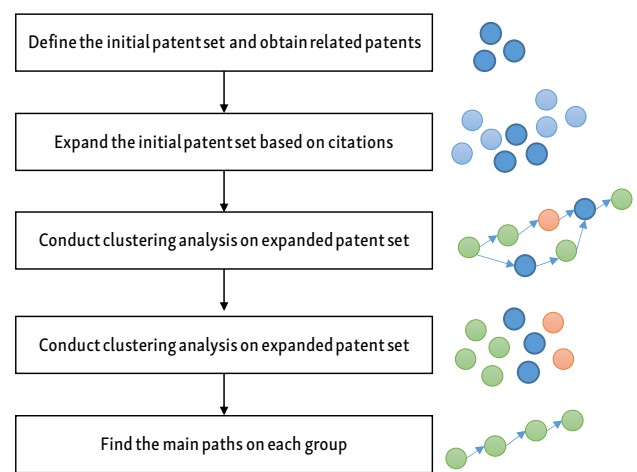 Define the initial patent set and obtain related patents
Expand the initial patent set based on citations
Conduct clustering analysis on expanded patent set
Conduct clustering analysis on expanded patent set
Find the main paths on each group